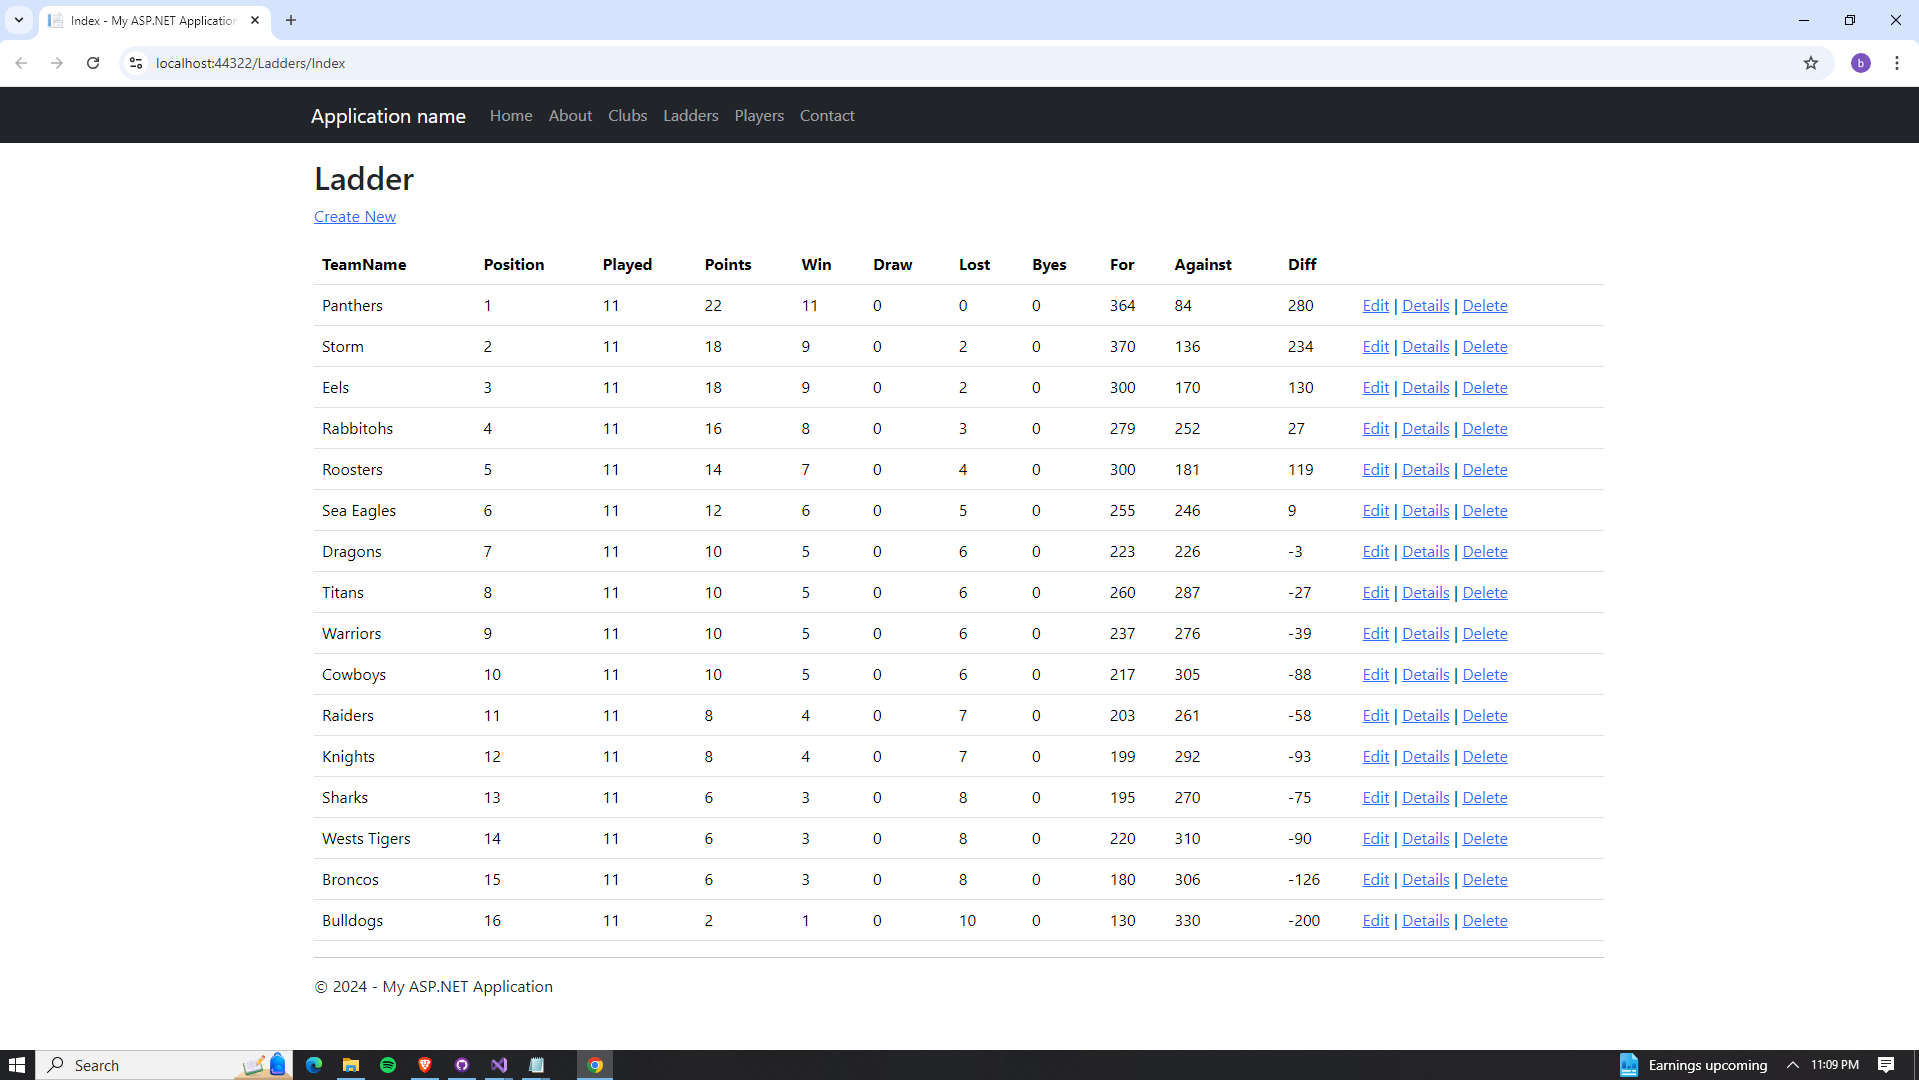 Index - My ASP.NET Application
localhost:44322/Ladders/Index
b
Application name Home About Clubs Ladders Players Contact
Ladder
Create New
TeamName Position Played Points Win Draw Lost Byes For Against Diff
Panthers 1 11 22 11 0 0 0 364 84 280 Edit | Details | Delete
Storm 2 11 18 9 0 2 0 370 136 234 Edit | Details | Delete
Eels 3 11 18 9 0 2 0 300 170 130 Edit | Details | Delete
Rabbitohs 4 11 16 8 0 3 0 279 252 27 Edit | Details | Delete
Roosters 5 11 14 7 0 4 0 300 181 119 Edit | Details | Delete
Sea Eagles 6 11 12 6 0 5 0 255 246 9 Edit | Details | Delete
Dragons 7 11 10 5 0 6 0 223 226 -3 Edit | Details | Delete
Titans 8 11 10 5 0 6 0 260 287 -27 Edit | Details | Delete
Warriors 9 11 10 5 0 6 0 237 276 -39 Edit | Details | Delete
Cowboys 10 11 10 5 0 6 0 217 305 -88 Edit | Details | Delete
Raiders 11 11 8 4 0 7 0 203 261 -58 Edit | Details | Delete
Knights 12 11 8 4 0 7 0 199 292 -93 Edit | Details | Delete
Sharks 13 11 6 3 0 8 0 195 270 -75 Edit | Details | Delete
Wests Tigers 14 11 6 3 0 8 0 220 310 -90 Edit | Details | Delete
Broncos 15 11 6 3 0 8 0 180 306 -126 Edit | Details | Delete
Bulldogs 16 11 2 1 0 10 0 130 330 -200 Edit | Details | Delete
© 2024 - My ASP.NET Application
Search Earnings upcoming 11:09 PM